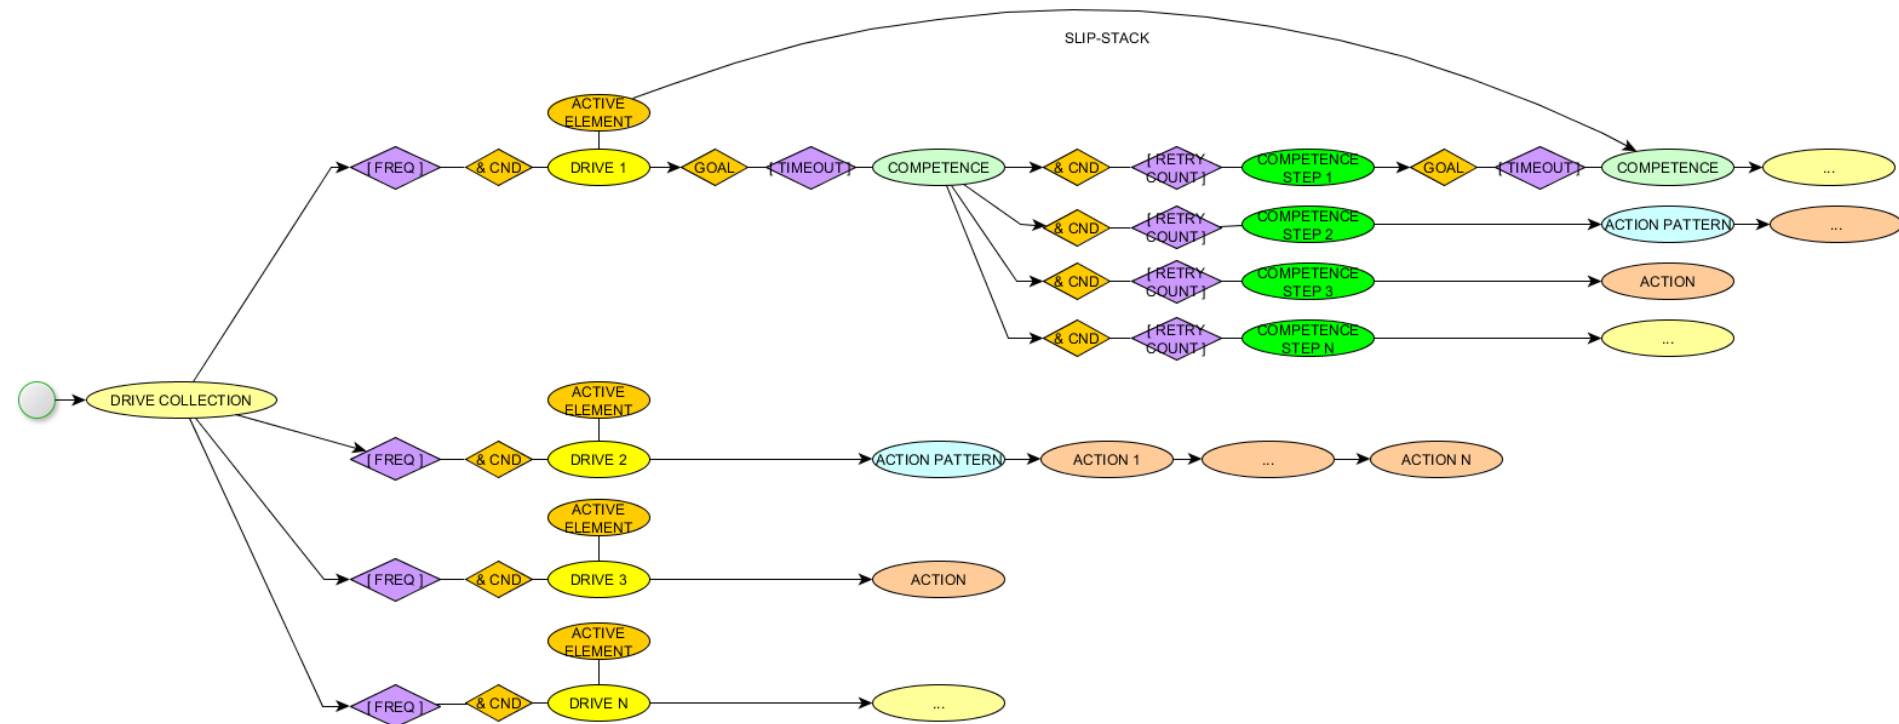 SLIP-STACK
ACTIVE
ELEMENT
[ FREQ ]
& CND
DRIVE 1
GOAL
[ TIMEOUT ]
COMPETENCE
& CND
[ RETRY
COUNT ]
COMPETENCE
STEP 1
GOAL
[ TIMEOUT ]
COMPETENCE
...
& CND
[ RETRY
COUNT ]
COMPETENCE
STEP 2
ACTION PATTERN
...
& CND
[ RETRY
COUNT ]
COMPETENCE
STEP 3
ACTION
& CND
[ RETRY
COUNT ]
COMPETENCE
STEP N
...
DRIVE COLLECTION
ACTIVE
ELEMENT
[ FREQ ]
& CND
DRIVE 2
ACTION PATTERN
ACTION 1
...
ACTION N
ACTIVE
ELEMENT
[ FREQ ]
& CND
DRIVE 3
ACTION
ACTIVE
ELEMENT
[ FREQ ]
& CND
DRIVE N
...